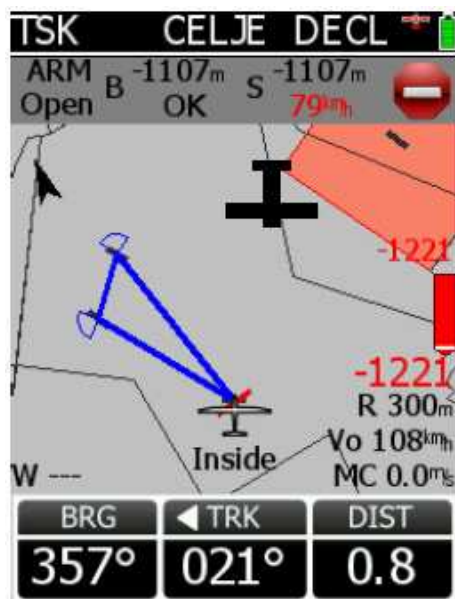 TSK CELJE DECL
ARM B -1107m S -1107m
Open OK 79km/h
-1221
-1221
R 300m
Vo 108km/h
Inside
W --- MC 0.0m/s
BRG TRK DIST
357° 021° 0.8